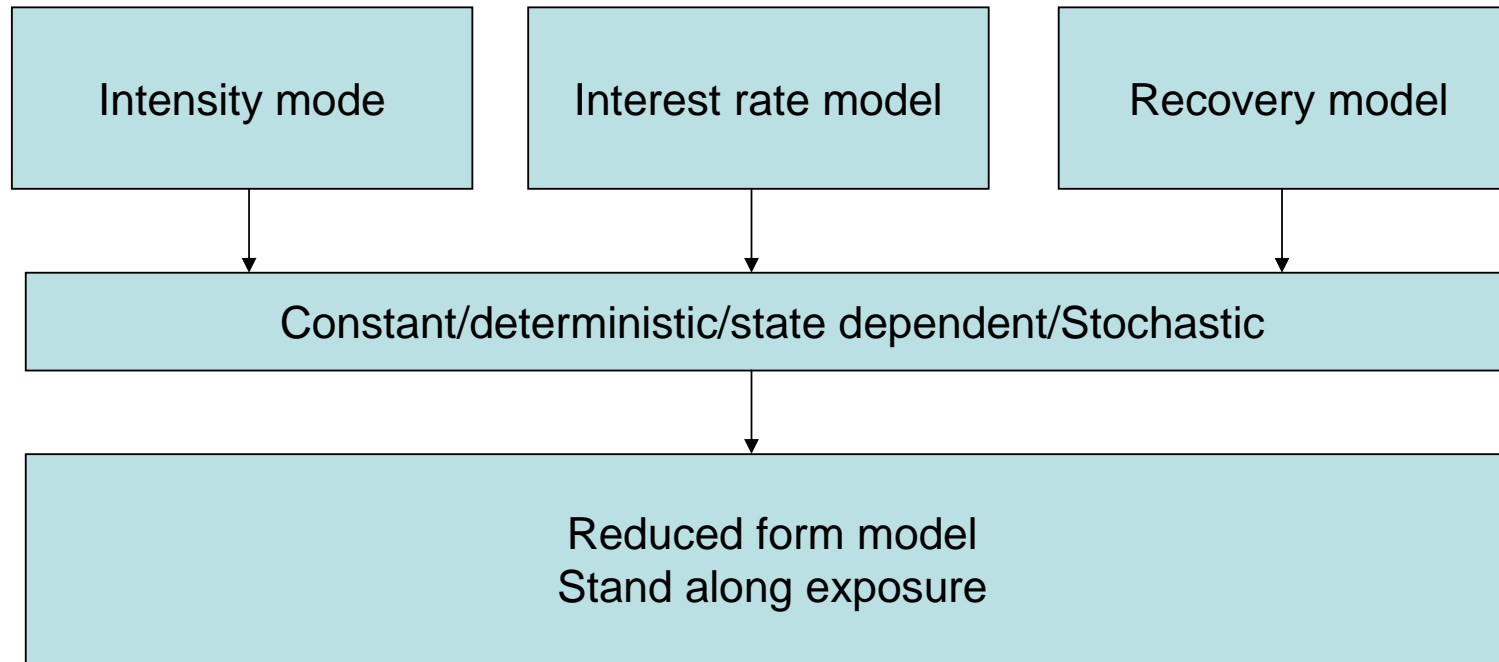 Intensity mode
Interest rate model
Recovery model
Constant/deterministic/state dependent/Stochastic
Reduced form model
Stand along exposure